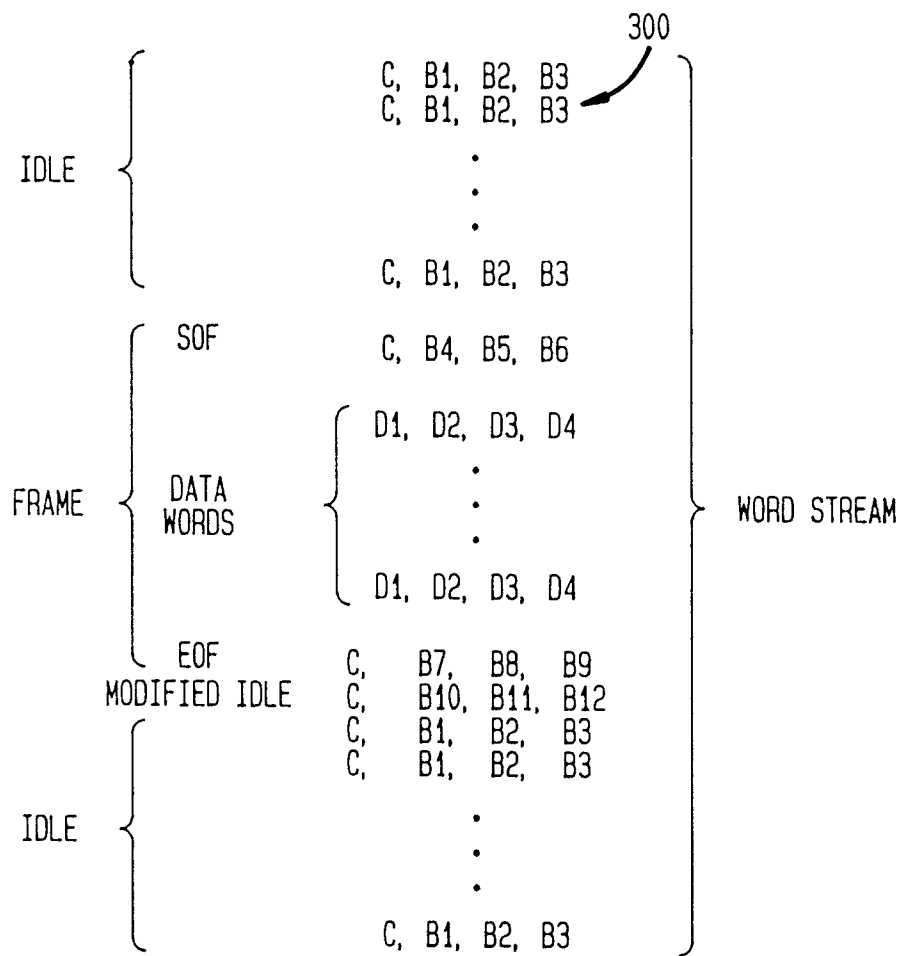 300
C, B1, B2, B3
C, B1, B2, B3
IDLE
C, B1, B2, B3
SOF
C, B4, B5, B6
D1, D2, D3, D4
FRAME
DATA
WORDS
WORD STREAM
D1, D2, D3, D4
EOF
C, B7, B8, B9
MODIFIED IDLE
C, B10, B11, B12
C, B1, B2, B3
C, B1, B2, B3
IDLE
C, B1, B2, B3